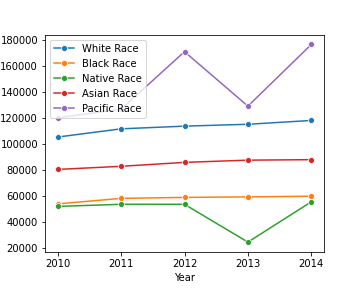 180000
160000
140000
120000
100000
80000
60000
40000
20000
White Race
Black Race
Native Race
Asian Race
Pacific Race
2010 2011 2012 2013 2014
Year